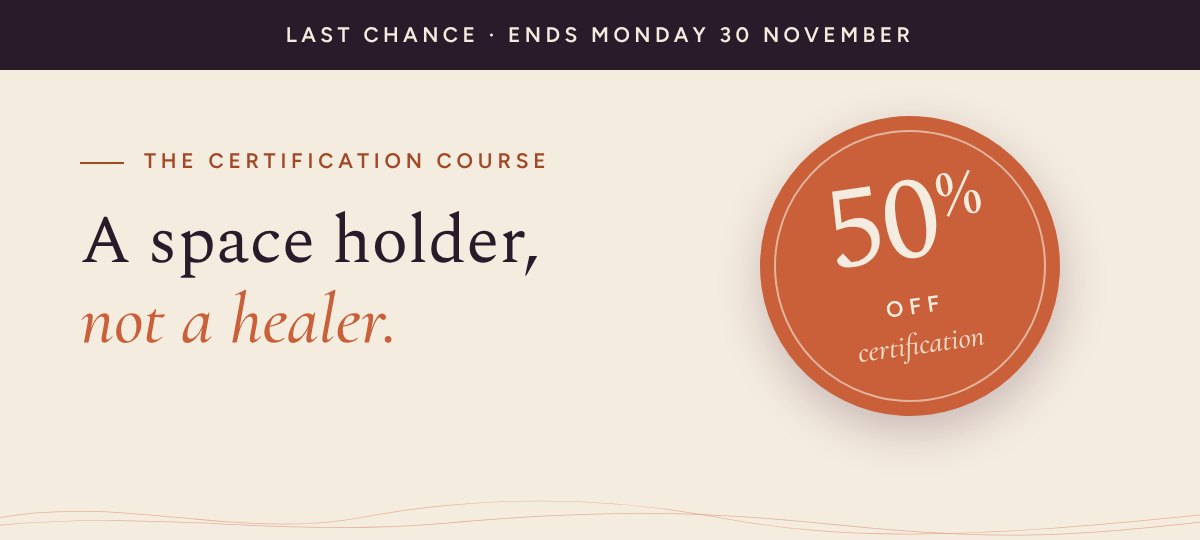 LAST CHANCE · ENDS MONDAY 30 NOVEMBER
THE CERTIFICATION COURSE
A space holder,
not a healer.
50%
OFF
certification